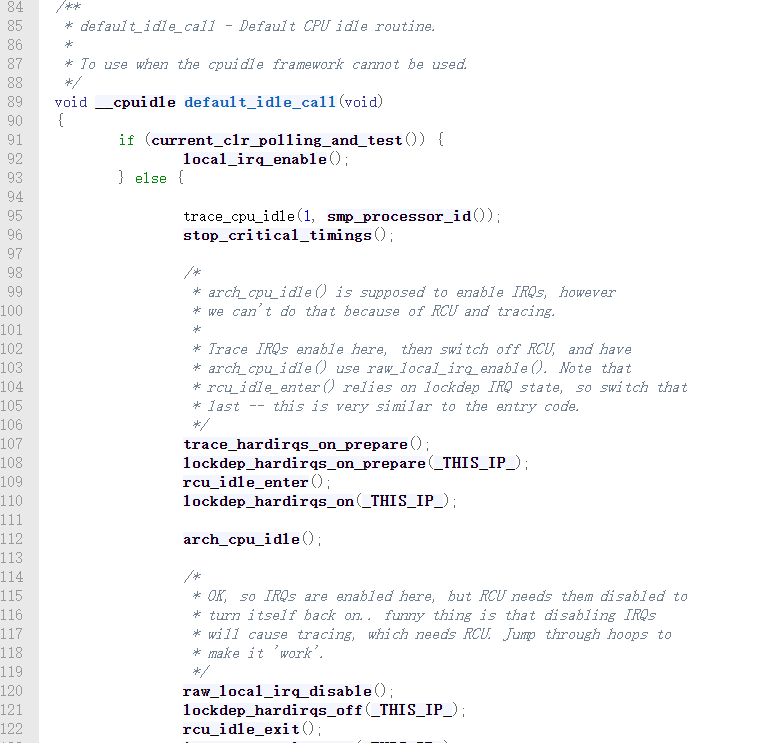 84 /**
85 * default_idle_call - Default CPU idle routine.
86 *
87 * To use when the cpuidle framework cannot be used.
88 */
89 void __cpuidle default_idle_call(void)
90 {
91 if (current_clr_polling_and_test()) {
92 local_irq_enable();
93 } else {
94
95 trace_cpu_idle(1, smp_processor_id());
96 stop_critical_timings();
97
98 /*
99 * arch_cpu_idle() is supposed to enable IRQs, however
100 * we can't do that because of RCU and tracing.
101 *
102 * Trace IRQs enable here, then switch off RCU, and have
103 * arch_cpu_idle() use raw_local_irq_enable(). Note that
104 * rcu_idle_enter() relies on lockdep IRQ state, so switch that
105 * last -- this is very similar to the entry code.
106 */
107 trace_hardirqs_on_prepare();
108 lockdep_hardirqs_on_prepare(_THIS_IP_);
109 rcu_idle_enter();
110 lockdep_hardirqs_on(_THIS_IP_);
111
112 arch_cpu_idle();
113
114 /*
115 * OK, so IRQs are enabled here, but RCU needs them disabled to
116 * turn itself back on.. funny thing is that disabling IRQs
117 * will cause tracing, which needs RCU. Jump through hoops to
118 * make it 'work'.
119 */
120 raw_local_irq_disable();
121 lockdep_hardirqs_off(_THIS_IP_);
122 rcu_idle_exit();